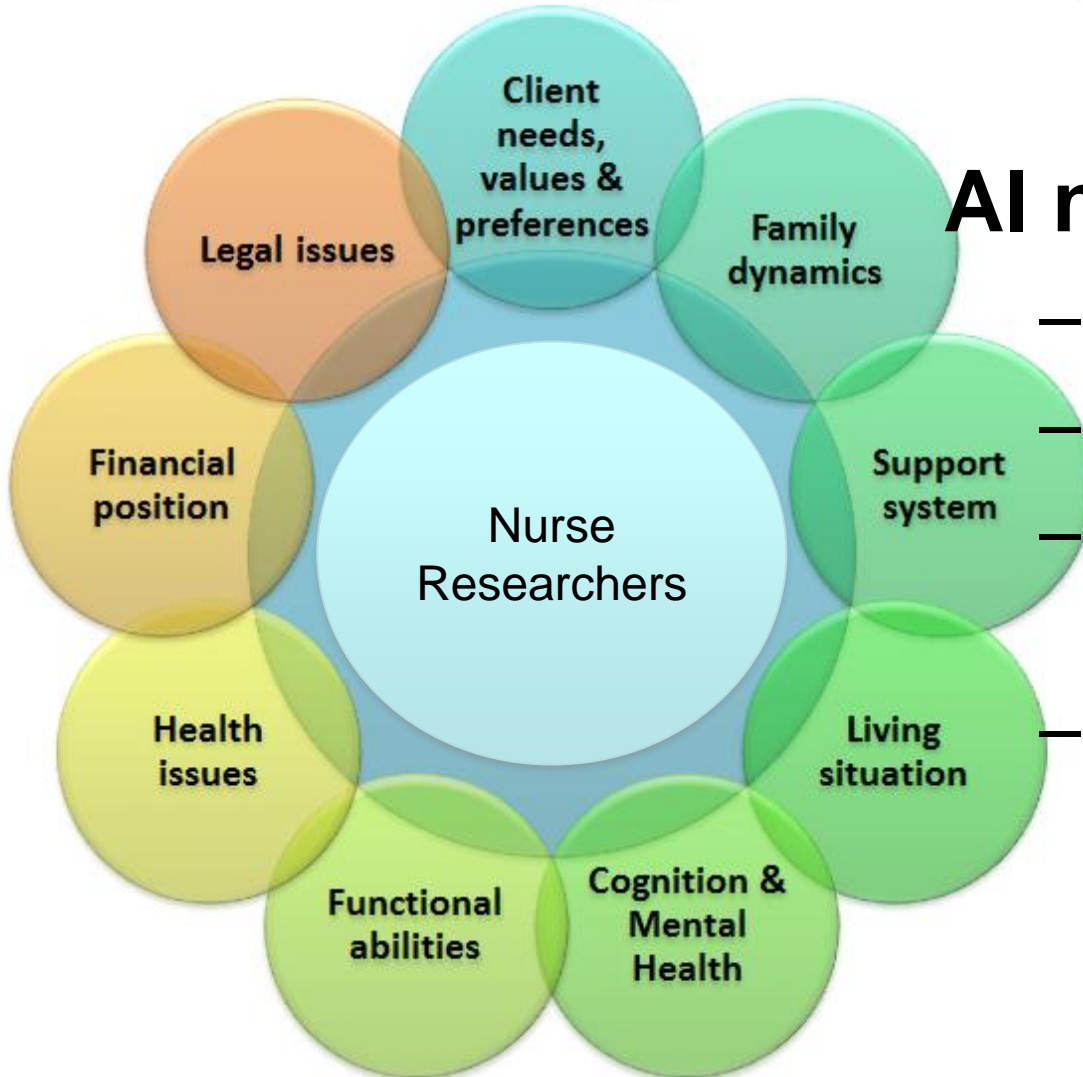 Client
needs,
values &
preferences
Family
dynamics
Support
system
Living
situation
Cognition &
Mental
Health
Functional
abilities
Health
issues
Financial
position
Legal issues
Nurse
Researchers
AI
–
–
–
–